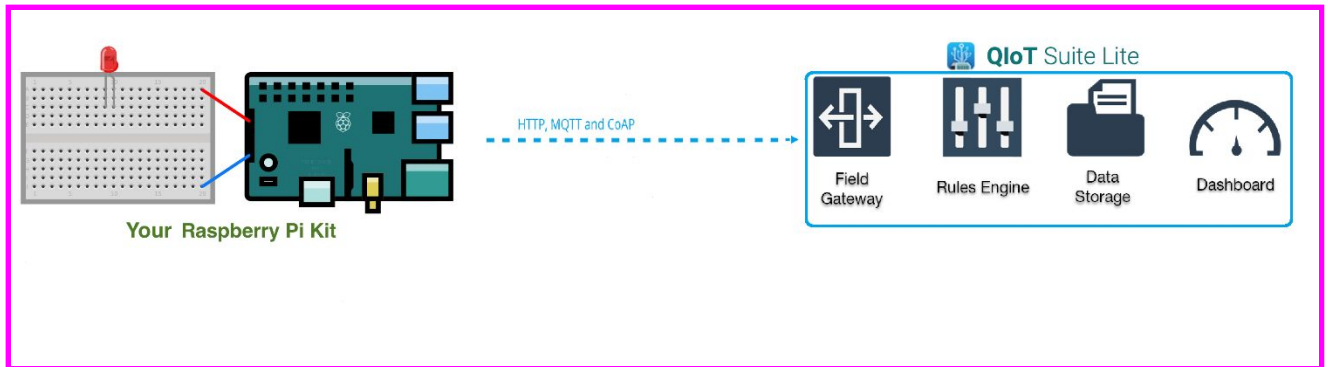 QIoT Suite Lite
HTTP, MQTT and CoAP
Field
Gateway
Rules Engine
Data
Storage
Dashboard
Your Raspberry Pi Kit